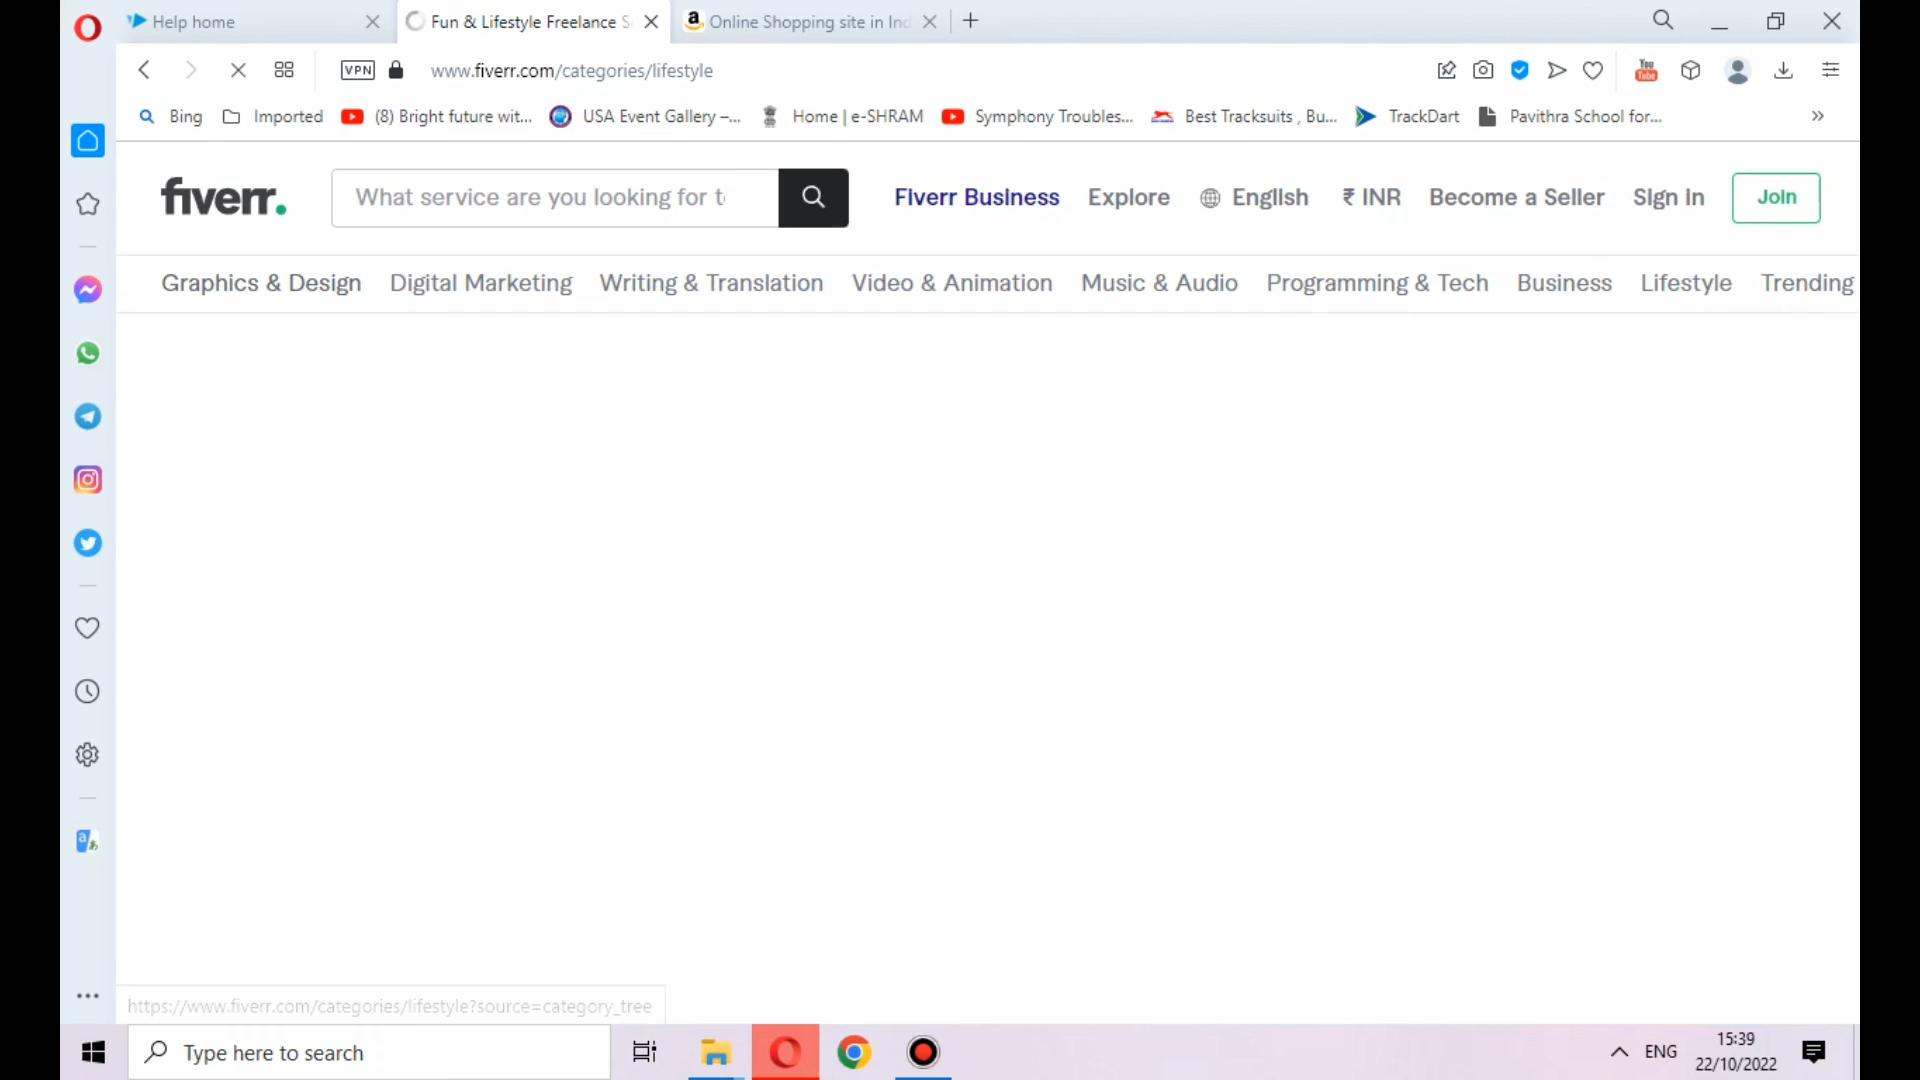 Help home
Fun & Lifestyle Freelance S
Online Shopping site in Ind
VPN
www.fiverr.com/categories/lifestyle
You Tube
Bing
Imported
(8) Bright future wit...
USA Event Gallery –...
Home | e-SHRAM
Symphony Troubles...
Best Tracksuits , Bu...
TrackDart
Pavithra School for...
fiverr.
What service are you looking for t
Fiverr Business
Explore
English
₹ INR
Become a Seller
Sign in
Join
Graphics & Design
Digital Marketing
Writing & Translation
Video & Animation
Music & Audio
Programming & Tech
Business
Lifestyle
Trending
https://www.fiverr.com/categories/lifestyle?source=category_tree
Type here to search
ENG
15:39
22/10/2022